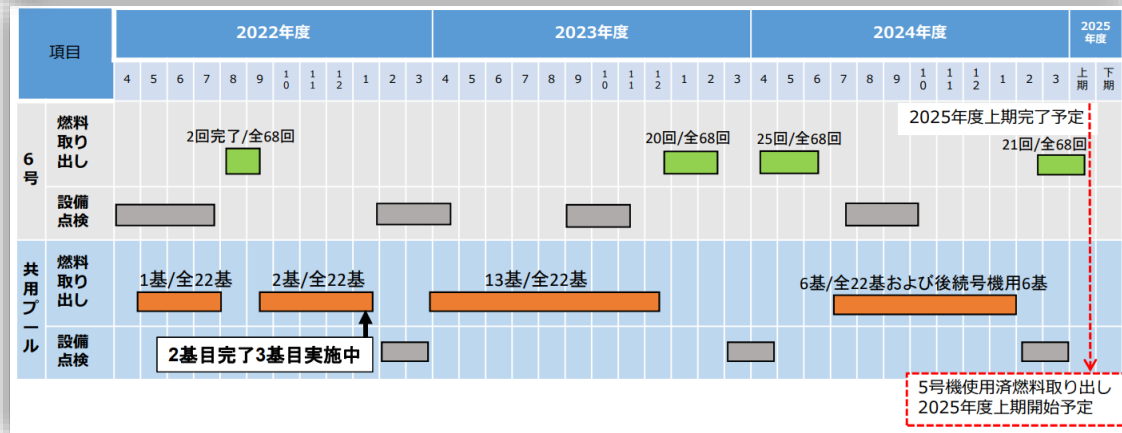 項目
2022年度
2023年度
2024年度
2025
年度
4 5 6 7 8 9 10 11 12 1 2 3 4 5 6 7 8 9 10 11 12 1 2 3 4 5 6 7 8 9 10 11 12 1 2 3 上期 下期
6号
燃料
取り
出し
2回完了/全68回
20回/全68回
25回/全68回
21回/全68回
2025年度上期完了予定
設備
点検
共用プール
燃料
取り
出し
1基/全22基
2基/全22基
13基/全22基
6基/全22基および後続号機用6基
2基目完了3基目実施中
設備
点検
5号機使用済燃料取り出し
2025年度上期開始予定